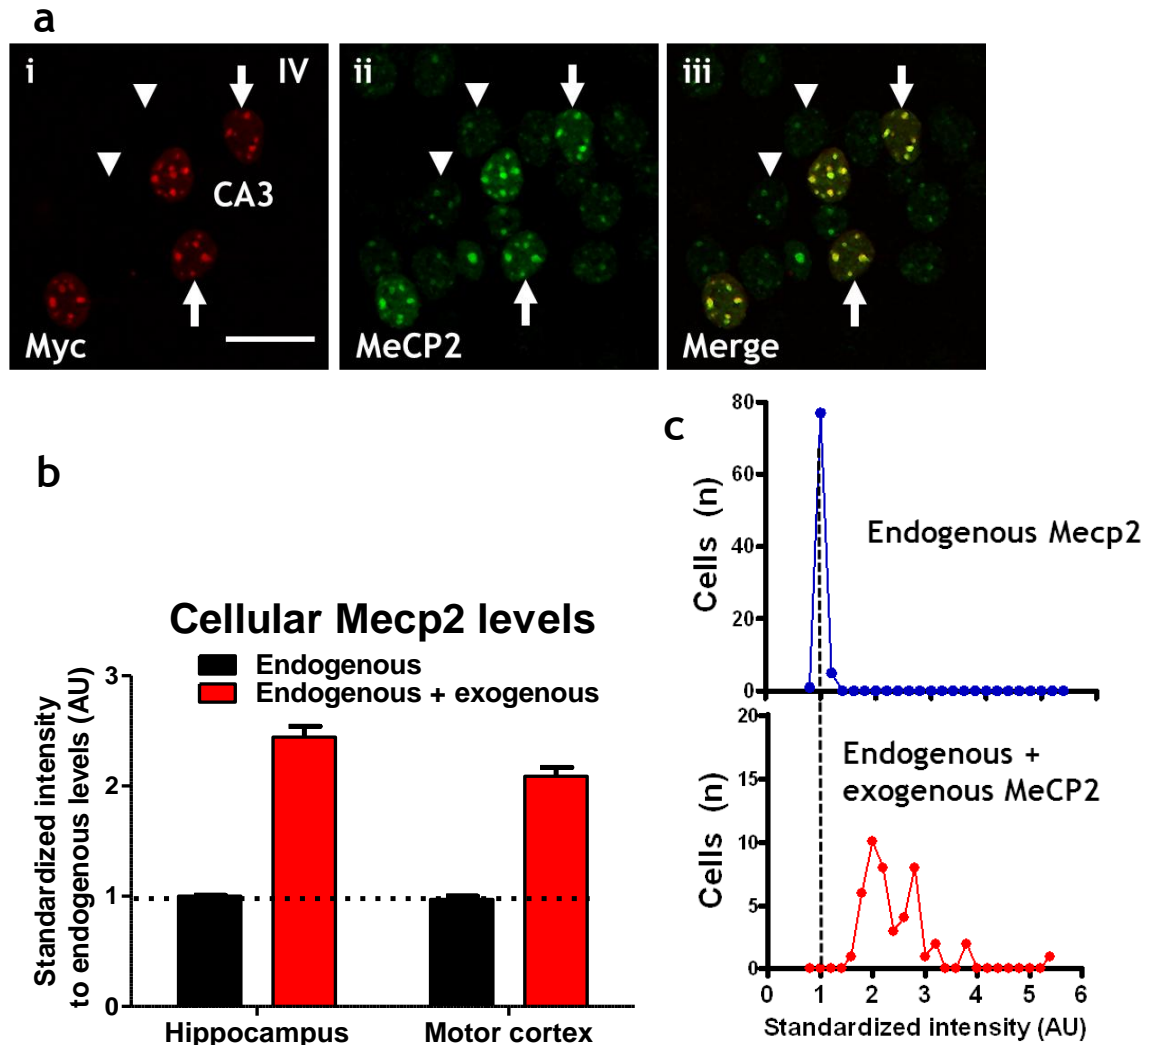 a
i
IV
CA3
Myc
ii
MeCP2
iii
Merge
b
Cellular Mecp2 levels
Endogenous
Endogenous + exogenous
Standardized intensity
to endogenous levels (AU)
3
2
1
0
Hippocampus
Motor cortex
c
80
60
40
20
0
Cells (n)
Endogenous Mecp2
20
15
10
5
0
Cells (n)
Endogenous +
exogenous MeCP2
0 1 2 3 4 5 6
Standardized intensity (AU)